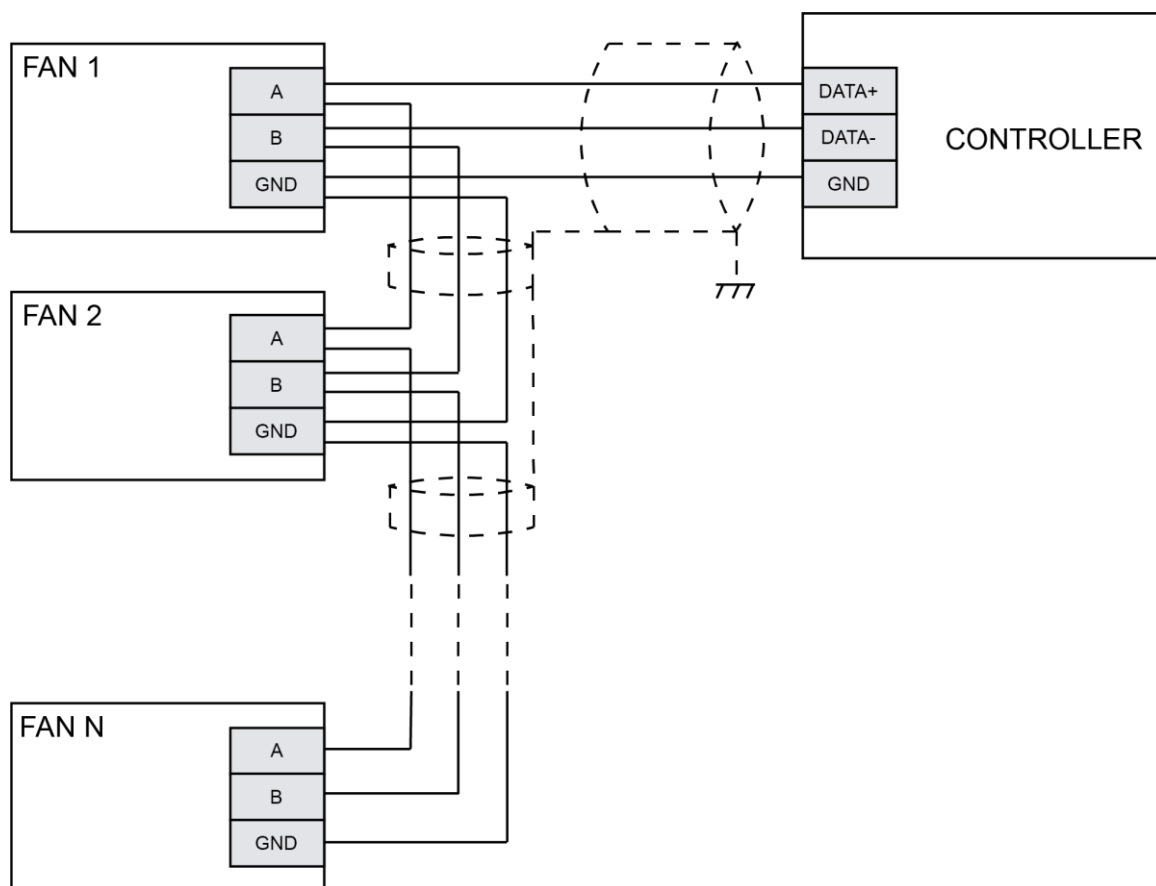 FAN 1
A
B
GND
DATA+
DATA-
GND
CONTROLLER
FAN 2
A
B
GND
FAN N
A
B
GND